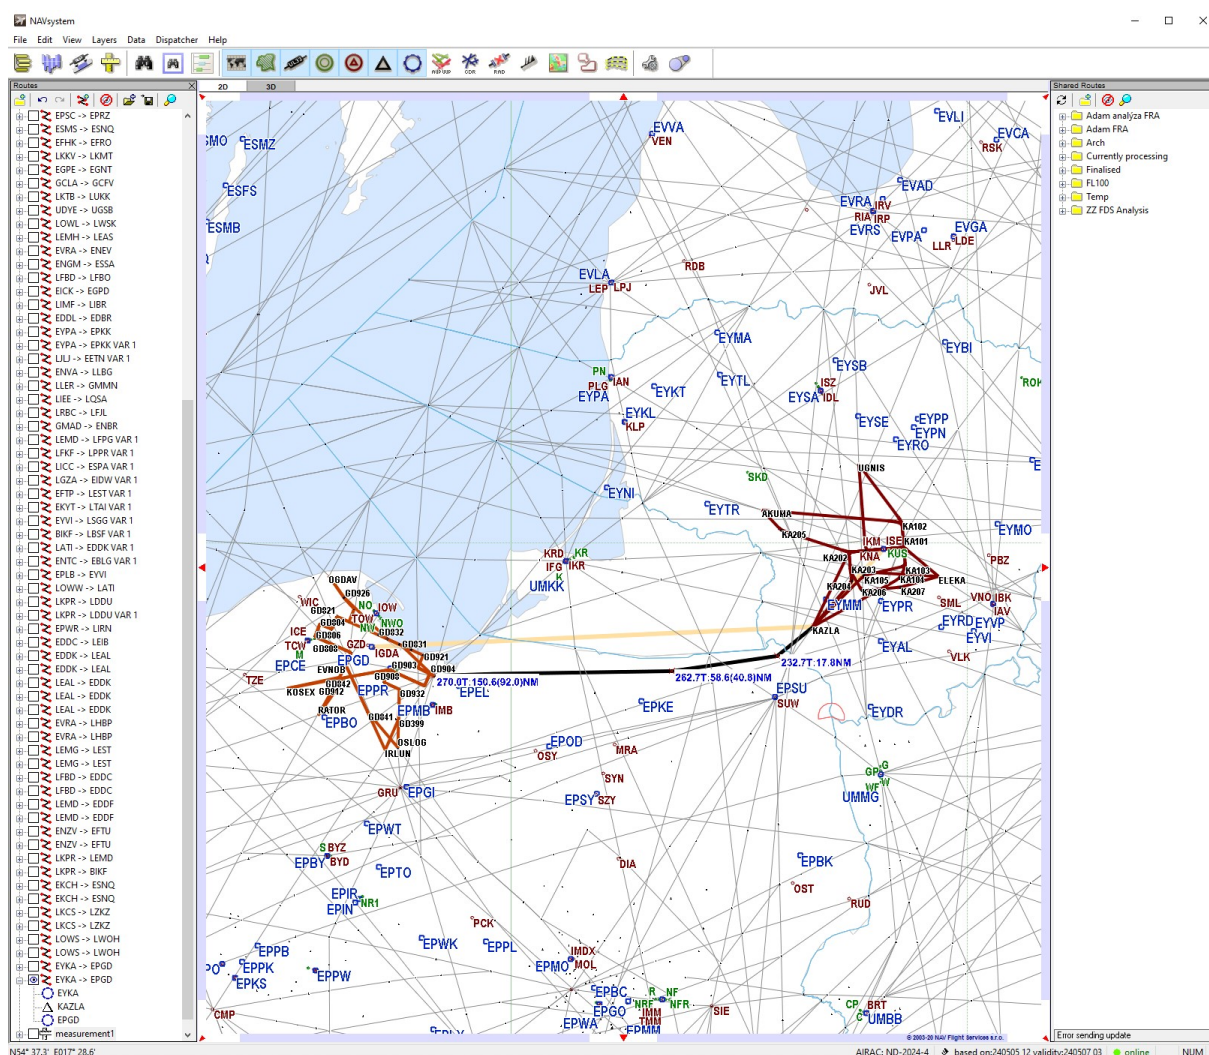 NAVsystem
File Edit View Layers Data Dispatcher Help
AUP UUP CDR RAD
Routes
2D 3D
Shared Routes
EPSC -> EPRZ
ESMS -> ESNQ
EFHK -> EFRO
LKKV -> LKMT
EGPE -> EGNT
GCLA -> GCFV
LKTB -> LUKK
UDYE -> UGSB
LOWL -> LWSK
LEMH -> LEAS
EVRA -> ENEV
ENGM -> ESSA
LFBD -> LFBO
EICK -> EGPD
LIMF -> LIBR
EDDL -> EDBR
EYPA -> EPKK
EYPA -> EPKK VAR 1
LJLJ -> EETN VAR 1
ENVA -> LLBG
LLER -> GMMN
LIEE -> LQSA
LRBC -> LFJL
GMAD -> ENBR
LEMD -> LFPG VAR 1
LFKF -> LPPR VAR 1
LICC -> ESPA VAR 1
LGZA -> EIDW VAR 1
EFTP -> LEST VAR 1
EKYT -> LTAI VAR 1
EYVI -> LSGG VAR 1
BIKF -> LBSF VAR 1
LATI -> EDDK VAR 1
ENTC -> EBLG VAR 1
EPLB -> EYVI
LOWW -> LATI
LKPR -> LDDU
LKPR -> LDDU VAR 1
EPWR -> LIRN
EDDC -> LEIB
EDDK -> LEAL
EDDK -> LEAL
LEAL -> EDDK
LEAL -> EDDK
LEAL -> EDDK
EVRA -> LHBP
EVRA -> LHBP
LEMG -> LEST
LEMG -> LEST
LFBD -> EDDC
LFBD -> EDDC
LEMD -> EDDF
LEMD -> EDDF
ENZV -> EFTU
ENZV -> EFTU
LKPR -> LEMD
LKPR -> BIKF
EKCH -> ESNQ
EKCH -> ESNQ
LKCS -> LZKZ
LKCS -> LZKZ
LOWS -> LWOH
LOWS -> LWOH
EYKA -> EPGD
EYKA -> EPGD
EYKA
KAZLA
EPGD
measurement1
Adam analýza FRA
Adam FRA
Arch
Currently processing
Finalised
FL100
Temp
ZZ FDS Analysis
EVLI
EVVA
VEN
EVCA
RSK
SMO
ESMZ
ESFS
EVAD
EVRA IRV
RIA IRP
EVRS
EVPA
EVGA
LLR LDE
ESMB
RDB
EVLA
LEP LPJ
JVL
EYMA
EYBI
EYSB
PN
PLG IAN
EYPA
EYKT
EYTL
ISZ
EYSA IDL
ROK
EYKL
KLP
EYSE
EYPP
EYPN
EYRO
UGNIS
SKD
EYNI
EYTR
AKUMA
KA102
EYMO
KA205
IKM ISE KA101
KRD KR
IFG IKR
K
UMKK
KA202
KNA KUS
PBZ
KA203
KA105
KA103
KA104
ELEKA
KA204
KA206
KA207
OGDAV
GD926
WIC
GD821
NO IOW
GD804
TOW NWO
NW GD832
EYMM
EYPR
SML
VNO IBK
IAV
KAZLA
EYRD EYVP
EYVI
ICE
GD806
TCW
GD808
M
GZD
IGDA
GD831
EYAL
VLK
EPCE
EPGD
GD921
232.7T:17.8NM
EVNOB
GD903
GD904
TZE
GD842
GD908
262.7T:58.6(40.8)NM
270.0T:150.6(92.0)NM
EPEL
KOSEX GD912
EPPR
GD932
EPSU
SUW
EPKE
RATOR
EPBO
GD841
EPMB IMB
GD399
EYDR
OSLOG
IRLUN
EPOD
OSY
MRA
GRU EPGI
SYN
EPSY SZY
GP G
W
WF
UMMG
EPWT
S BYZ
EPBY BYD
EPTO
DIA
EPBK
OST
EPIR
EPIN NR1
RUD
PCK
EPPB
EPWK
EPPL
IMDX
EPMO MOL
PO
EPPK
EPKS
EPPW
CMP
EPBC
R NF
NRF NFR
EPGO
IMM
TMM
EPWA
EPMM
SIE
CP BRT
C UMBB
© 2003-20 NAV Flight Services s.r.o.
Error sending update
N54° 37.3' E017° 28.6'
AIRAC: ND-2024-4 based on:240505 12 validity:240507 03 online NUM